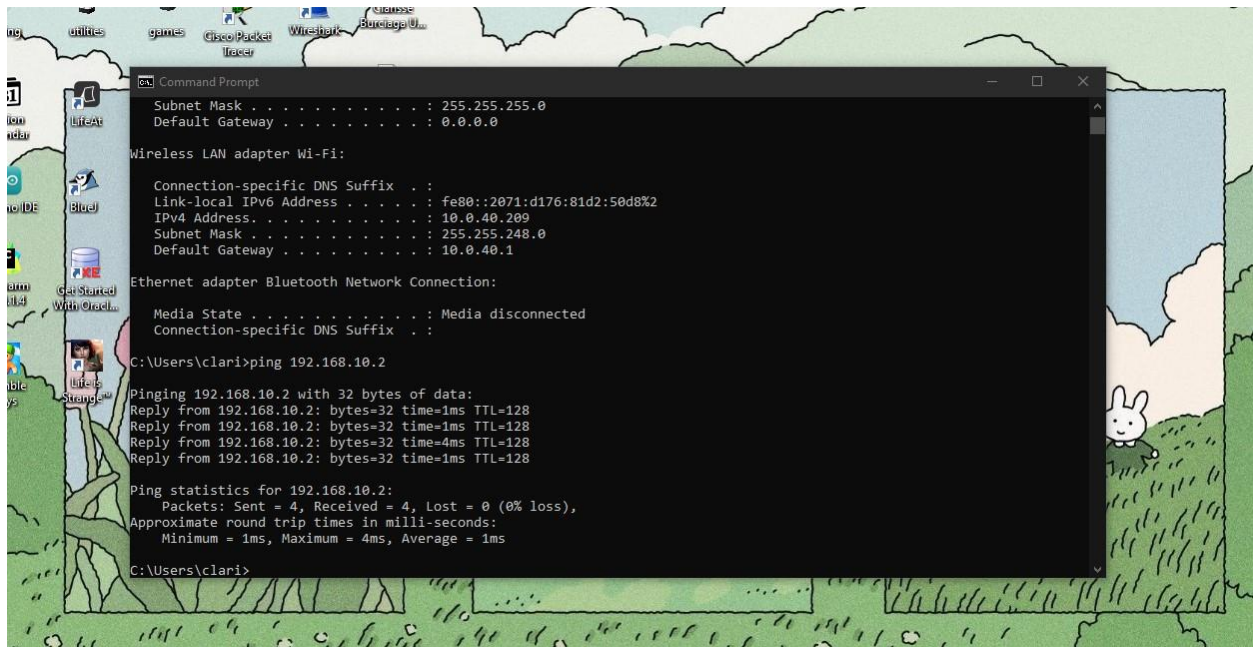 utilties
games
Cisco Packet
Tracer
Wireshark
Clarisse
Burciaga U...
LifeAt
BlueJ
Get Started
With Oracl...
Life is
Strange™
Command Prompt
Subnet Mask . . . . . . . . . . . : 255.255.255.0
Default Gateway . . . . . . . . . : 0.0.0.0
Wireless LAN adapter Wi-Fi:
Connection-specific DNS Suffix  . :
Link-local IPv6 Address . . . . . : fe80::2071:d176:81d2:50d8%2
IPv4 Address. . . . . . . . . . . : 10.0.40.209
Subnet Mask . . . . . . . . . . . : 255.255.248.0
Default Gateway . . . . . . . . . : 10.0.40.1
Ethernet adapter Bluetooth Network Connection:
Media State . . . . . . . . . . . : Media disconnected
Connection-specific DNS Suffix  . :
C:\Users\clari>ping 192.168.10.2
Pinging 192.168.10.2 with 32 bytes of data:
Reply from 192.168.10.2: bytes=32 time=1ms TTL=128
Reply from 192.168.10.2: bytes=32 time=1ms TTL=128
Reply from 192.168.10.2: bytes=32 time=4ms TTL=128
Reply from 192.168.10.2: bytes=32 time=1ms TTL=128
Ping statistics for 192.168.10.2:
Packets: Sent = 4, Received = 4, Lost = 0 (0% loss),
Approximate round trip times in milli-seconds:
Minimum = 1ms, Maximum = 4ms, Average = 1ms
C:\Users\clari>